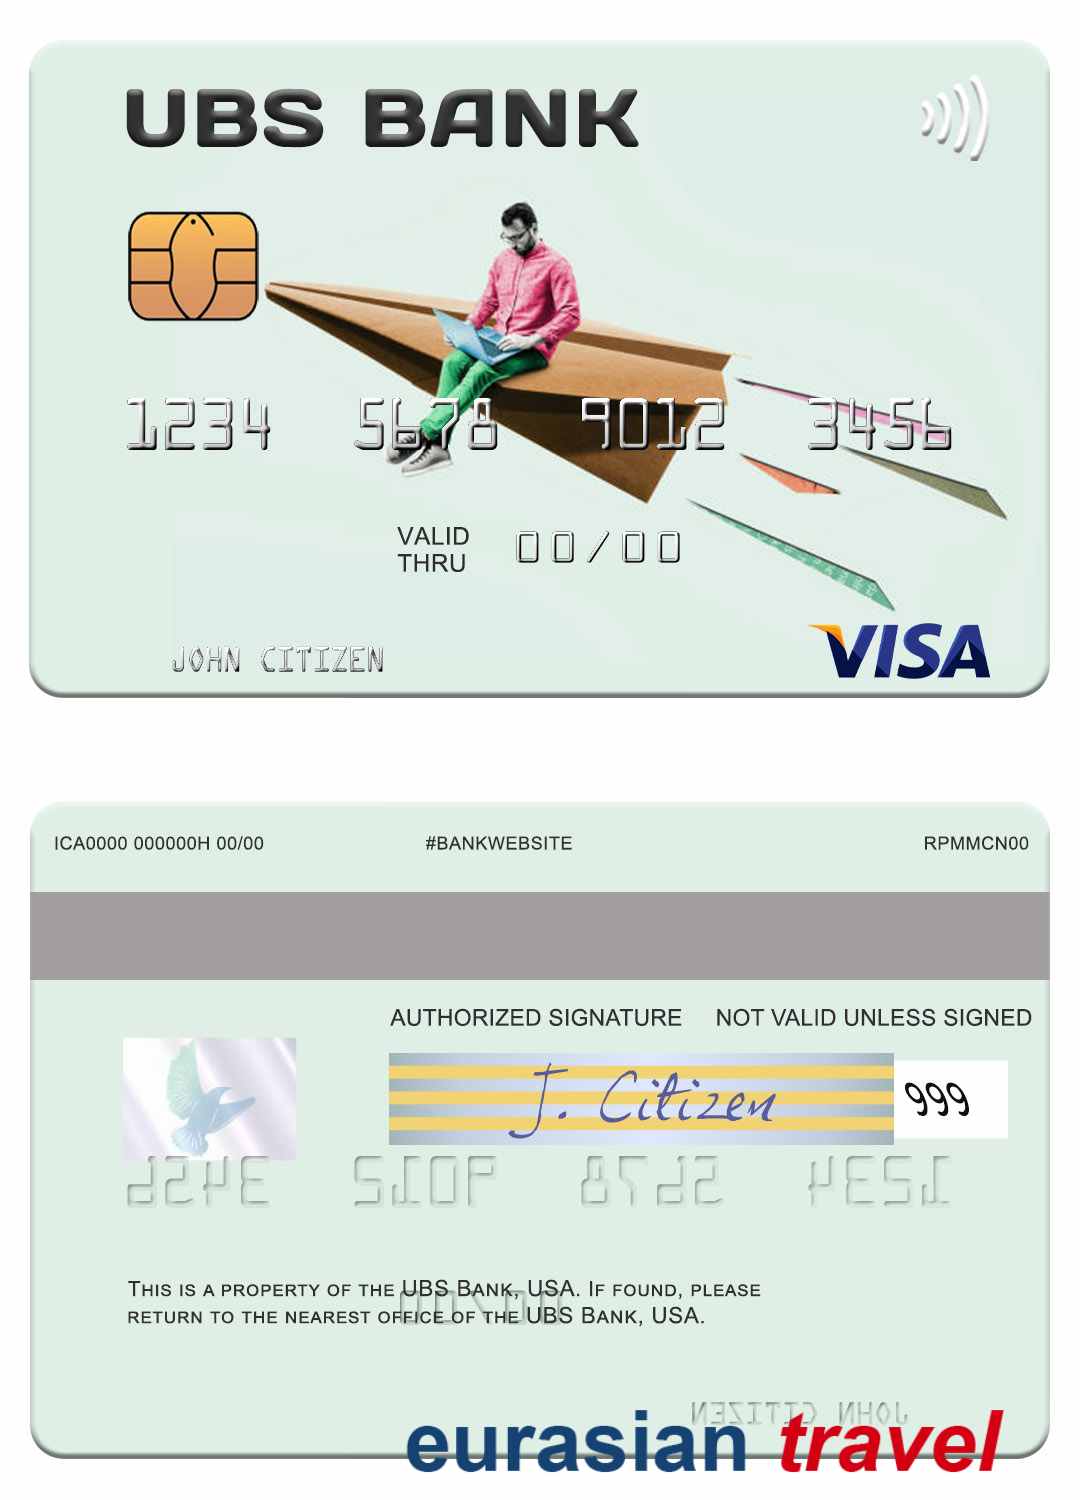 UBS BANK
1234 5678 9012 3456
VALID
THRU
00/00
JOHN CITIZEN
VISA
ICA0000 000000H 00/00 #BANKWEBSITE RPMMCN00
AUTHORIZED SIGNATURE NOT VALID UNLESS SIGNED
J. Citizen
999
THIS IS A PROPERTY OF THE UBS BANK, USA. IF FOUND, PLEASE
RETURN TO THE NEAREST OFFICE OF THE UBS BANK, USA.
eurasian travel